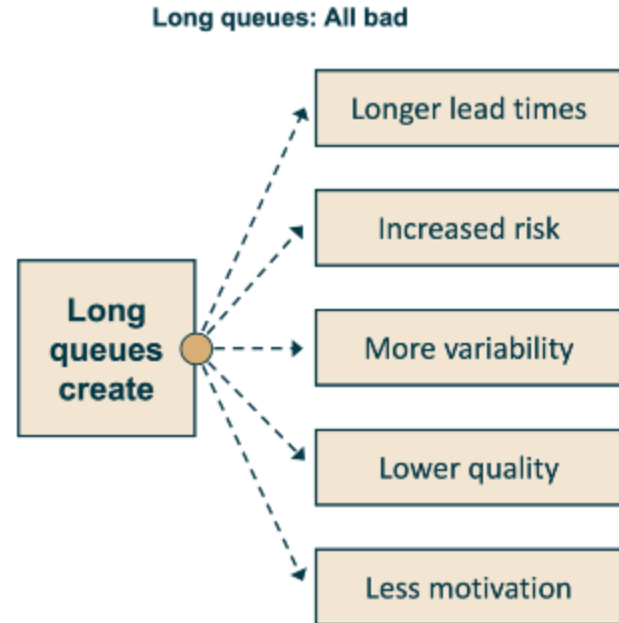 Long queues: All bad
Longer lead times
Increased risk
Long
queues
create
More variability
Lower quality
Less motivation